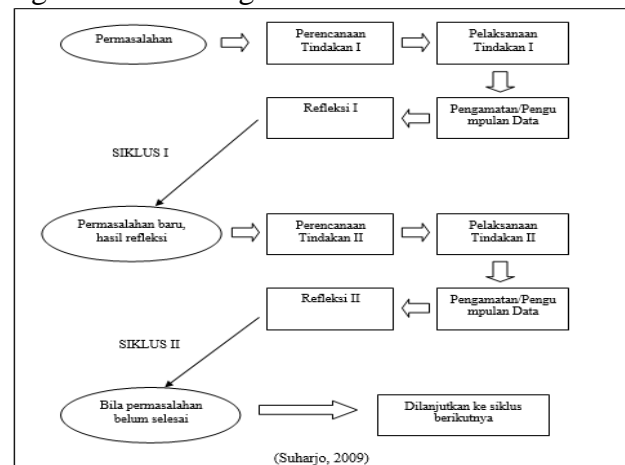 Permasalahan
Perencanaan
Tindakan I
Pelaksanaan
Tindakan I
Pengamatan/Pengu
mpulan Data
Refleksi I
SIKLUS I
Permasalahan baru,
hasil refleksi
Perencanaan
Tindakan II
Pelaksanaan
Tindakan II
Pengamatan/Pengu
mpulan Data
Refleksi II
SIKLUS II
Bila permasalahan
belum selesai
Dilanjutkan ke siklus
berikutnya
(Suharjo, 2009)